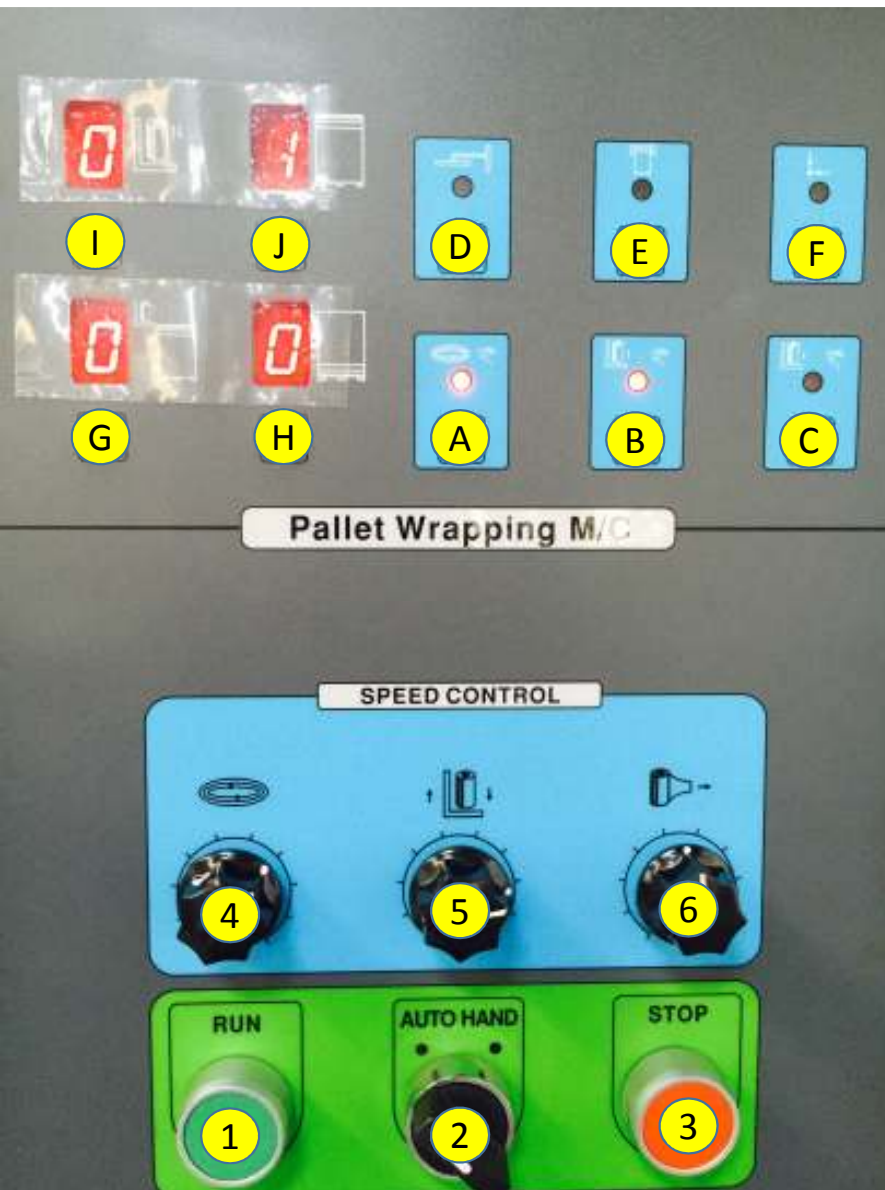 0 1
I J D E F
0 0
G H A B C
Pallet Wrapping M/C
SPEED CONTROL
4 5 6
RUN AUTO HAND STOP
1 2 3